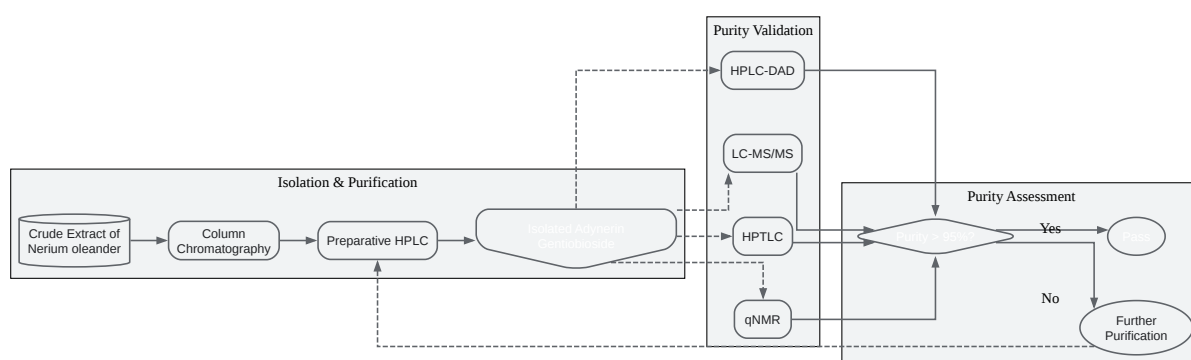 Purity Validation
HPLC-DAD
LC-MS/MS
HPTLC
qNMR
Isolation & Purification
Crude Extract of
Nerium oleander
Column
Chromatography
Preparative HPLC
Isolated Adynerin
Gentiobioside
Purity Assessment
Purity > 95%?
Yes
Pass
No
Further
Purification